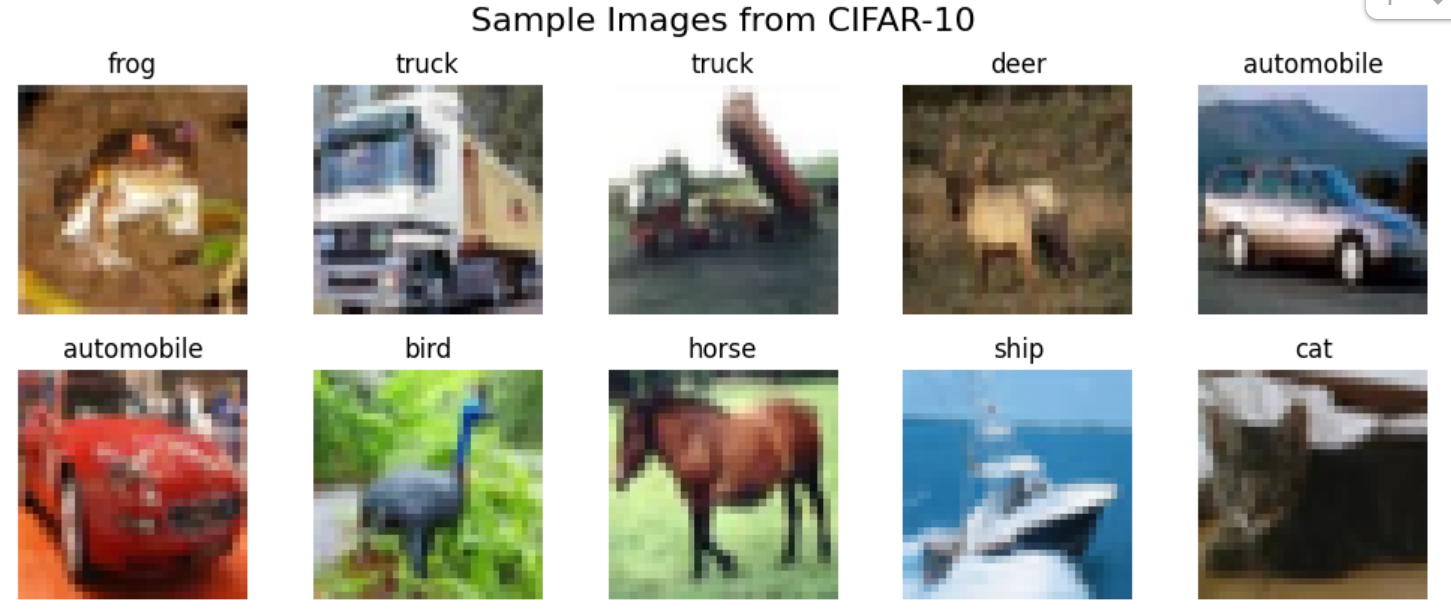 Sample Images from CIFAR-10
frog truck truck deer automobile
automobile bird horse ship cat